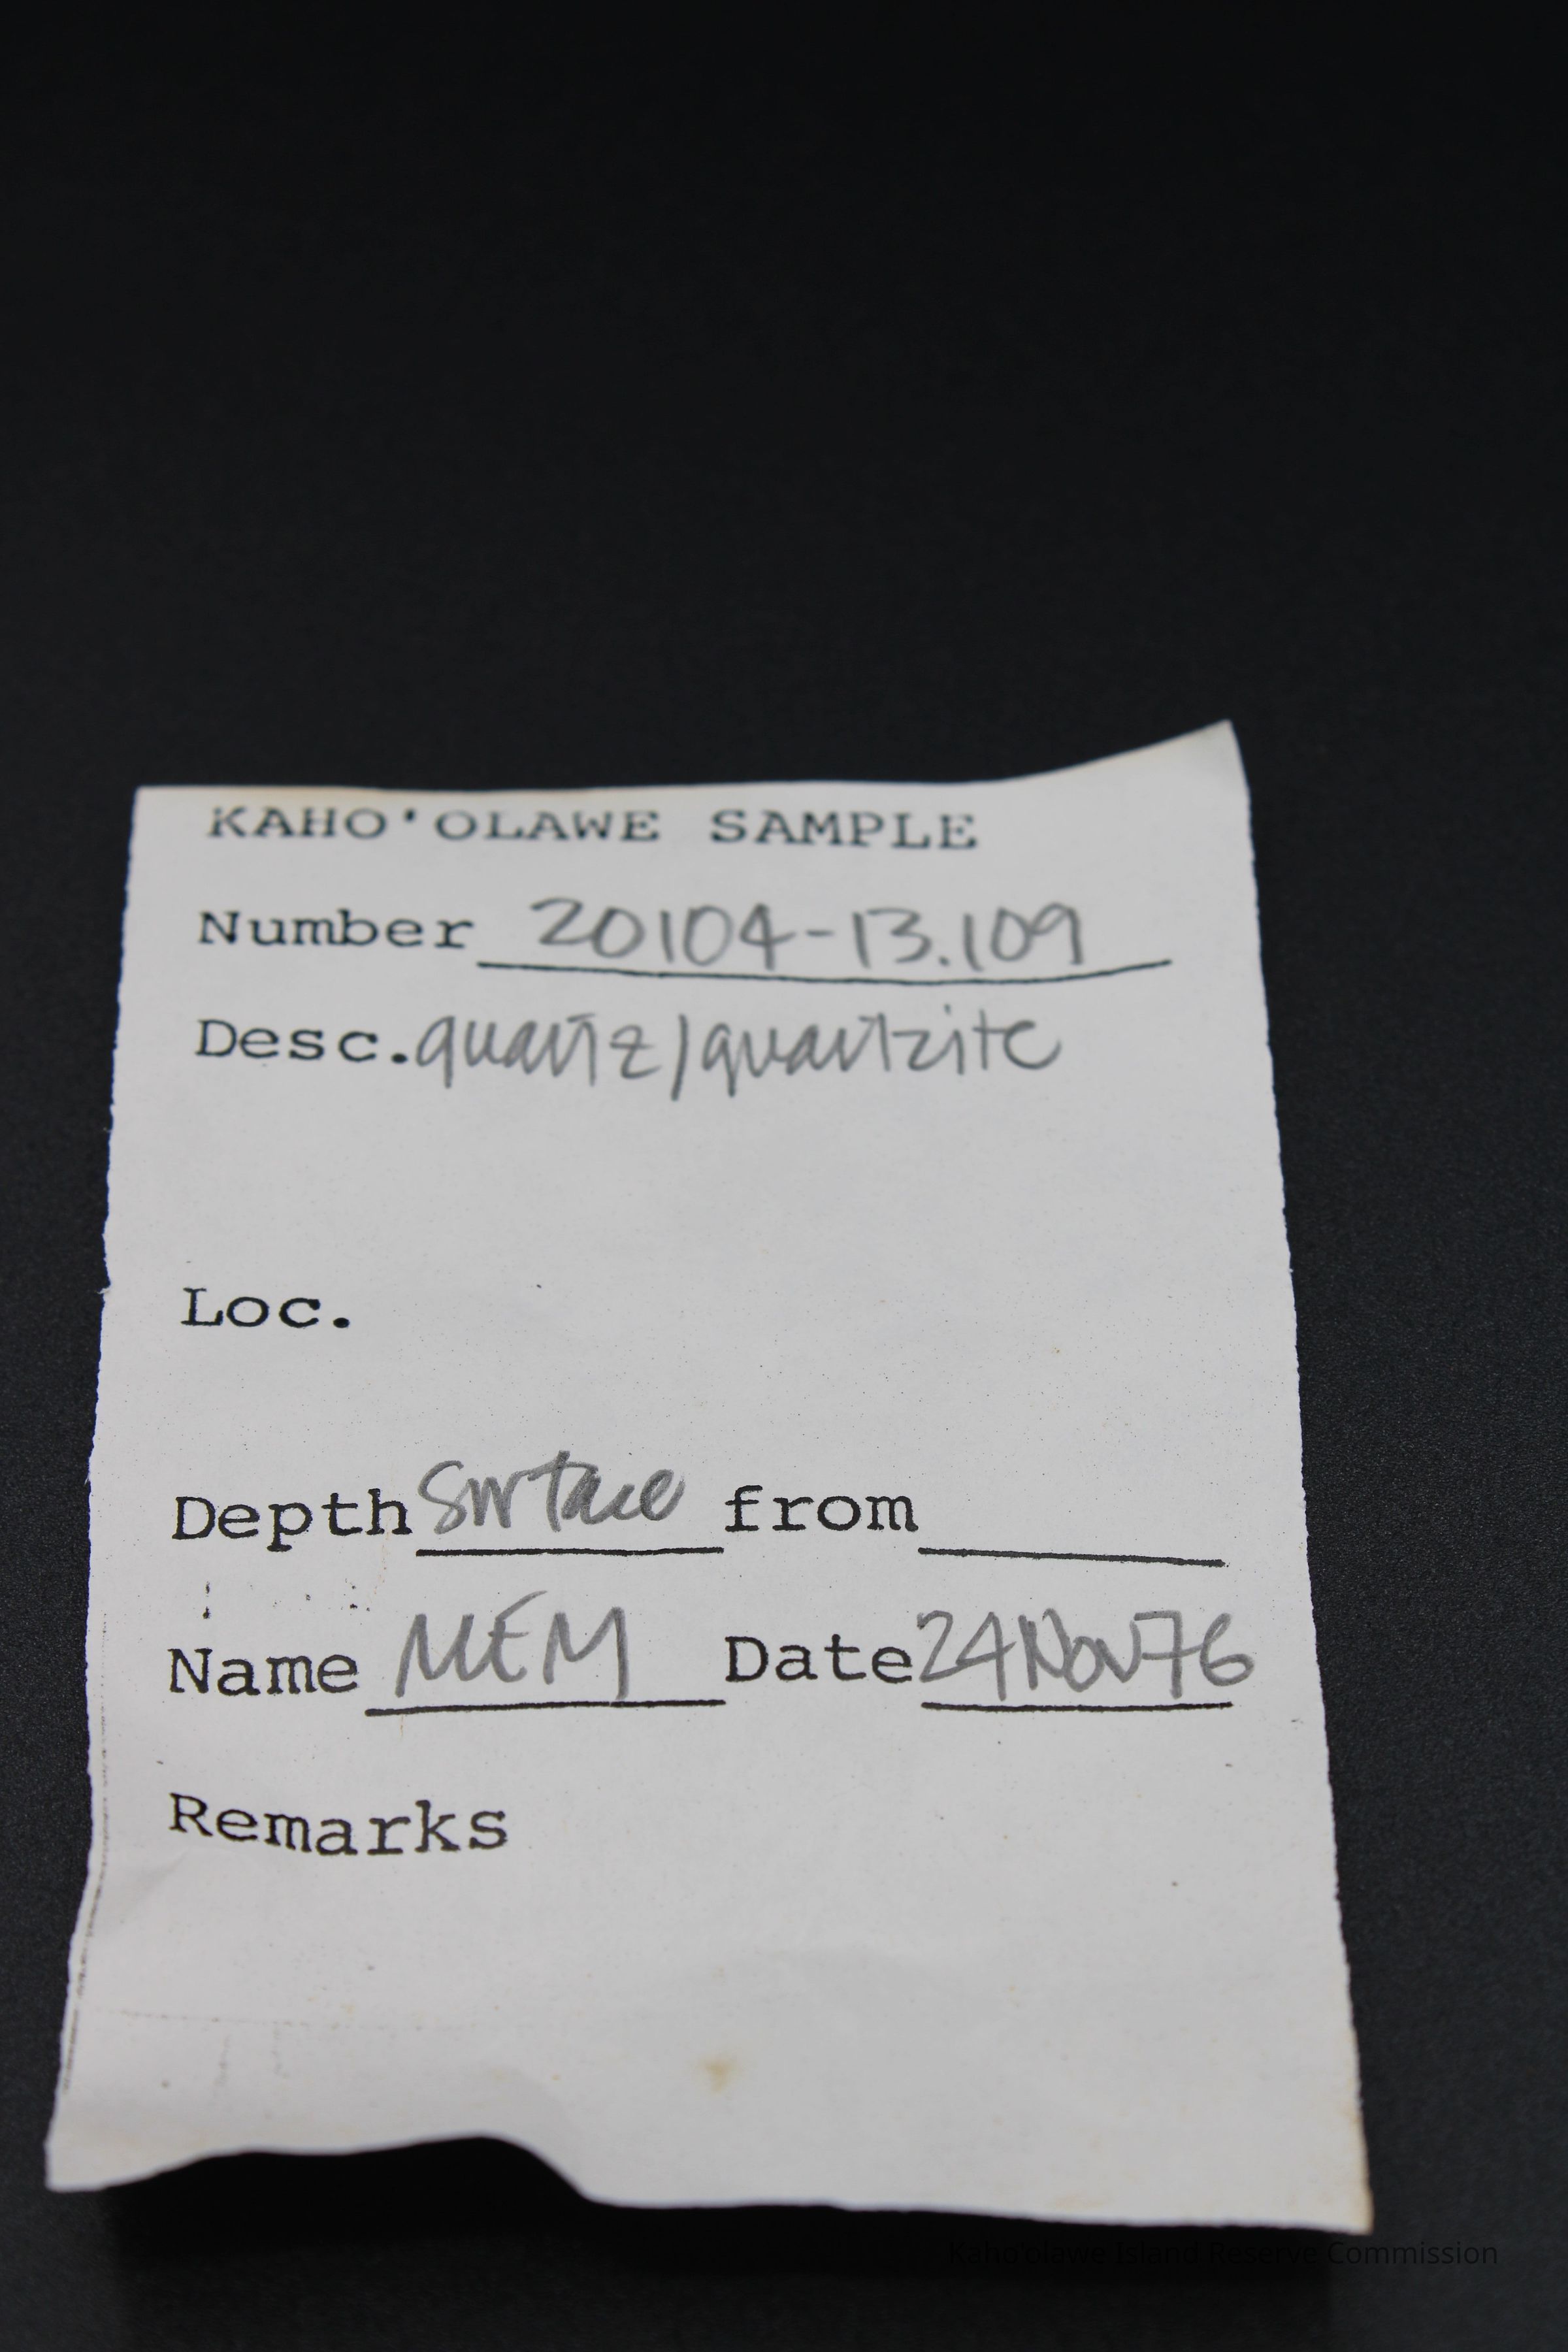 KAHO'OLAWE SAMPLE
Number 20104-13.109
Desc. quartz/quartzite
Loc.
Depth Surface from
Name MEM Date 24Nov76
Remarks
Kaho'olawe Island Reserve Commission